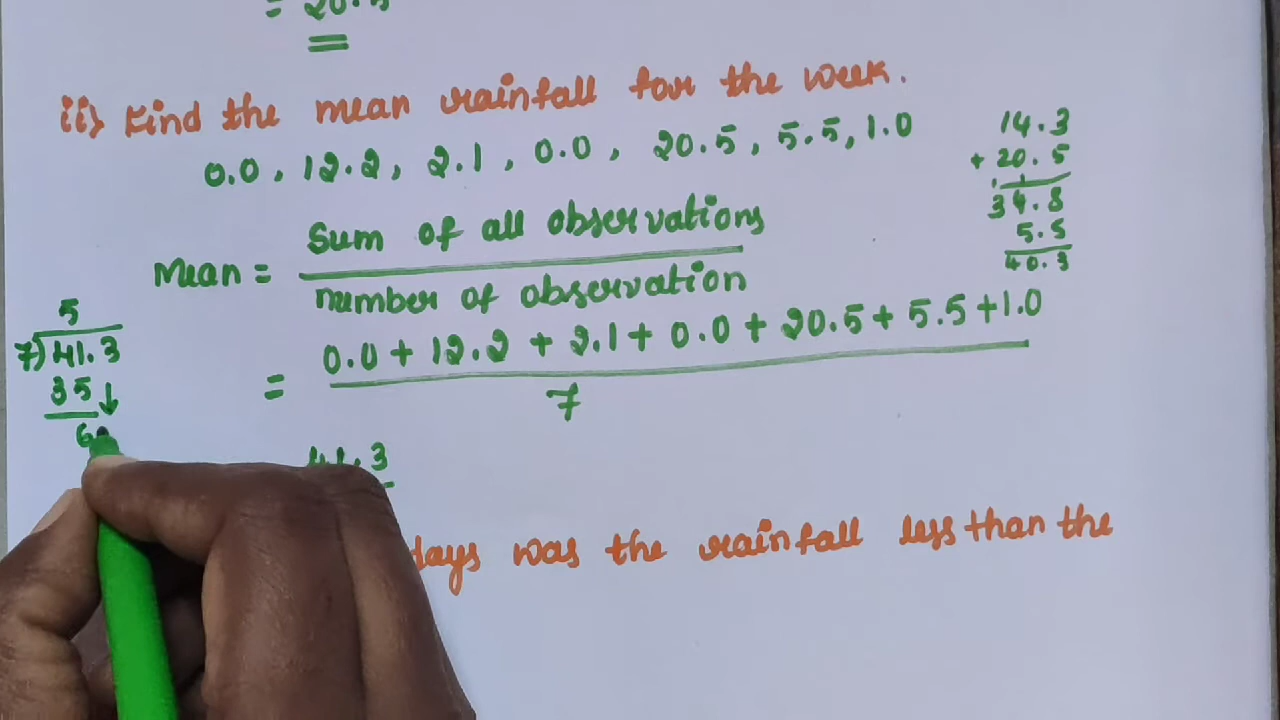 = 20.5
ii) Find the mean rainfall for the week.
0.0, 12.2, 2.1, 0.0, 20.5, 5.5, 1.0
14.3
+ 20.5
34.8
5.5
40.3
Mean = Sum of all observations
number of observation
= 0.0 + 12.2 + 2.1 + 0.0 + 20.5 + 5.5 + 1.0
7
5
7) 41.3
35
6
41.3
days was the rainfall less than the